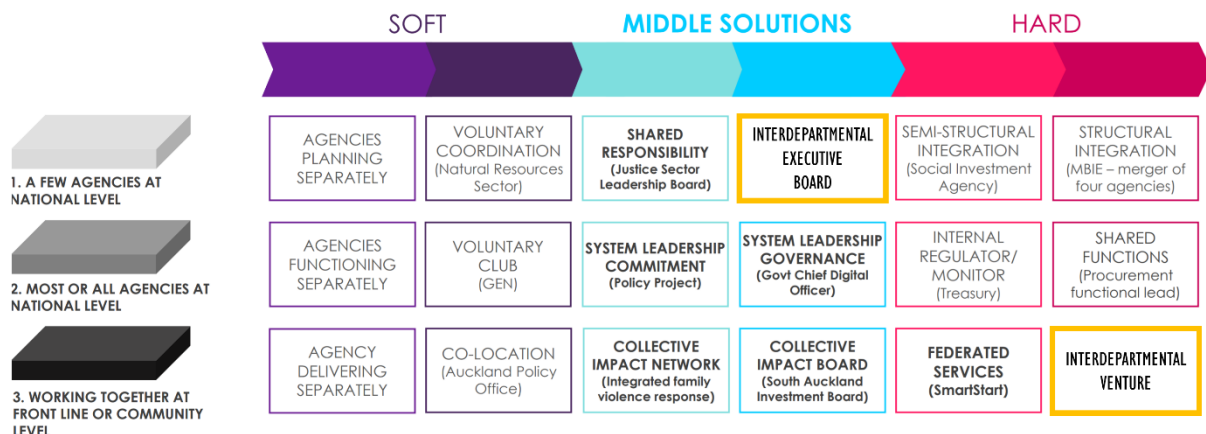 SOFT
MIDDLE SOLUTIONS
HARD
1. A FEW AGENCIES AT
NATIONAL LEVEL
AGENCIES
PLANNING
SEPARATELY
VOLUNTARY
COORDINATION
(Natural Resources
Sector)
SHARED
RESPONSIBILITY
(Justice Sector
Leadership Board)
INTERDEPARTMENTAL
EXECUTIVE
BOARD
SEMI-STRUCTURAL
INTEGRATION
(Social Investment
Agency)
STRUCTURAL
INTEGRATION
(MBIE – merger
of four agencies)
2. MOST OR ALL AGENCIES AT
NATIONAL LEVEL
AGENCIES
FUNCTIONING
SEPARATELY
VOLUNTARY
CLUB
(GEN)
SYSTEM LEADERSHIP
COMMITMENT
(Policy Project)
SYSTEM LEADERSHIP
GOVERNANCE
(Govt Chief Digital
Officer)
INTERNAL
REGULATOR/
MONITOR
(Treasury)
SHARED
FUNCTIONS
(Procurement
functional lead)
3. WORKING TOGETHER AT
FRONT LINE OR COMMUNITY
LEVEL
AGENCY
DELIVERING
SEPARATELY
CO-LOCATION
(Auckland Policy
Office)
COLLECTIVE
IMPACT NETWORK
(Integrated family
violence response)
COLLECTIVE
IMPACT BOARD
(South Auckland
Investment Board)
FEDERATED
SERVICES
(SmartStart)
INTERDEPARTMENTAL
VENTURE